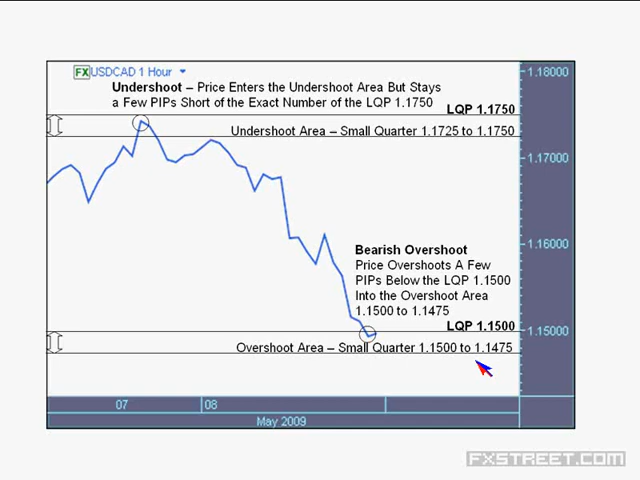 FX USDCAD 1 Hour
1.18000
Undershoot – Price Enters the Undershoot Area But Stays
a Few PIPs Short of the Exact Number of the LQP 1.1750
LQP 1.1750
Undershoot Area – Small Quarter 1.1725 to 1.1750
1.17000
1.16000
Bearish Overshoot
Price Overshoots A Few
PIPs Below the LQP 1.1500
Into the Overshoot Area
1.1500 to 1.1475
LQP 1.1500
1.15000
Overshoot Area – Small Quarter 1.1500 to 1.1475
07 08
May 2009
FXSTREET.COM